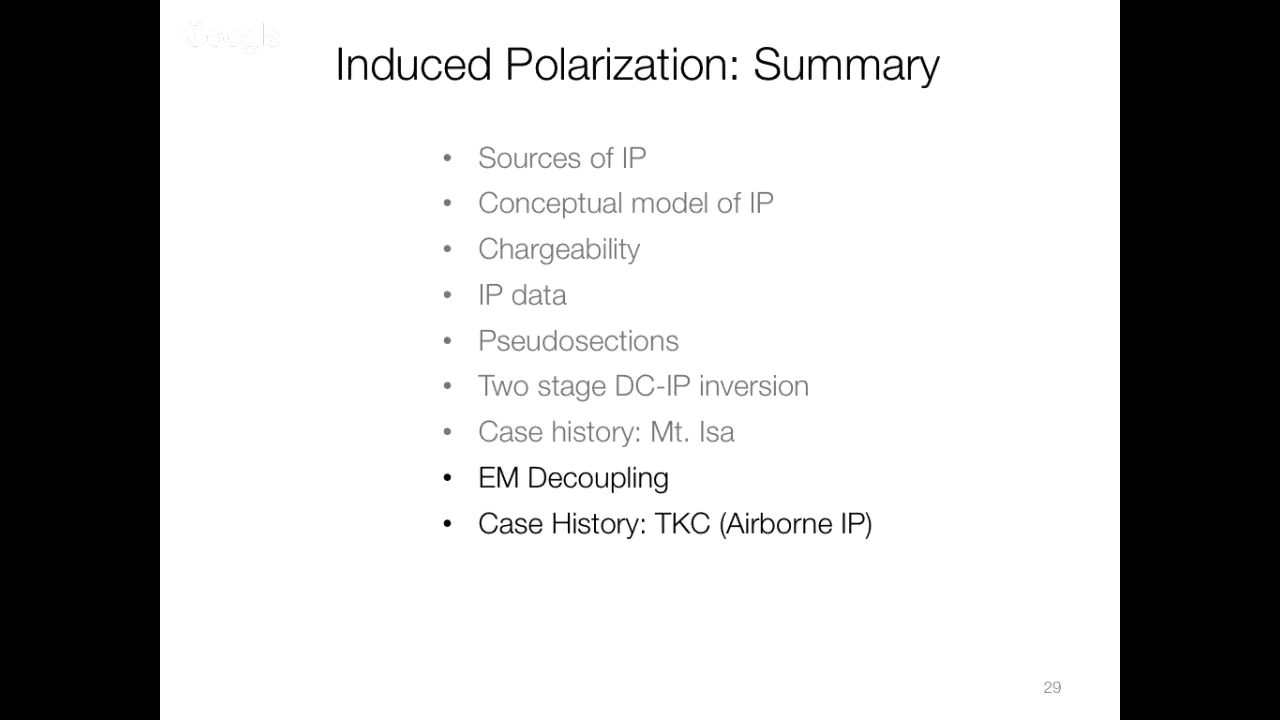 Google
Induced Polarization: Summary
• Sources of IP
• Conceptual model of IP
• Chargeability
• IP data
• Pseudosections
• Two stage DC-IP inversion
• Case history: Mt. Isa
• EM Decoupling
• Case History: TKC (Airborne IP)
29